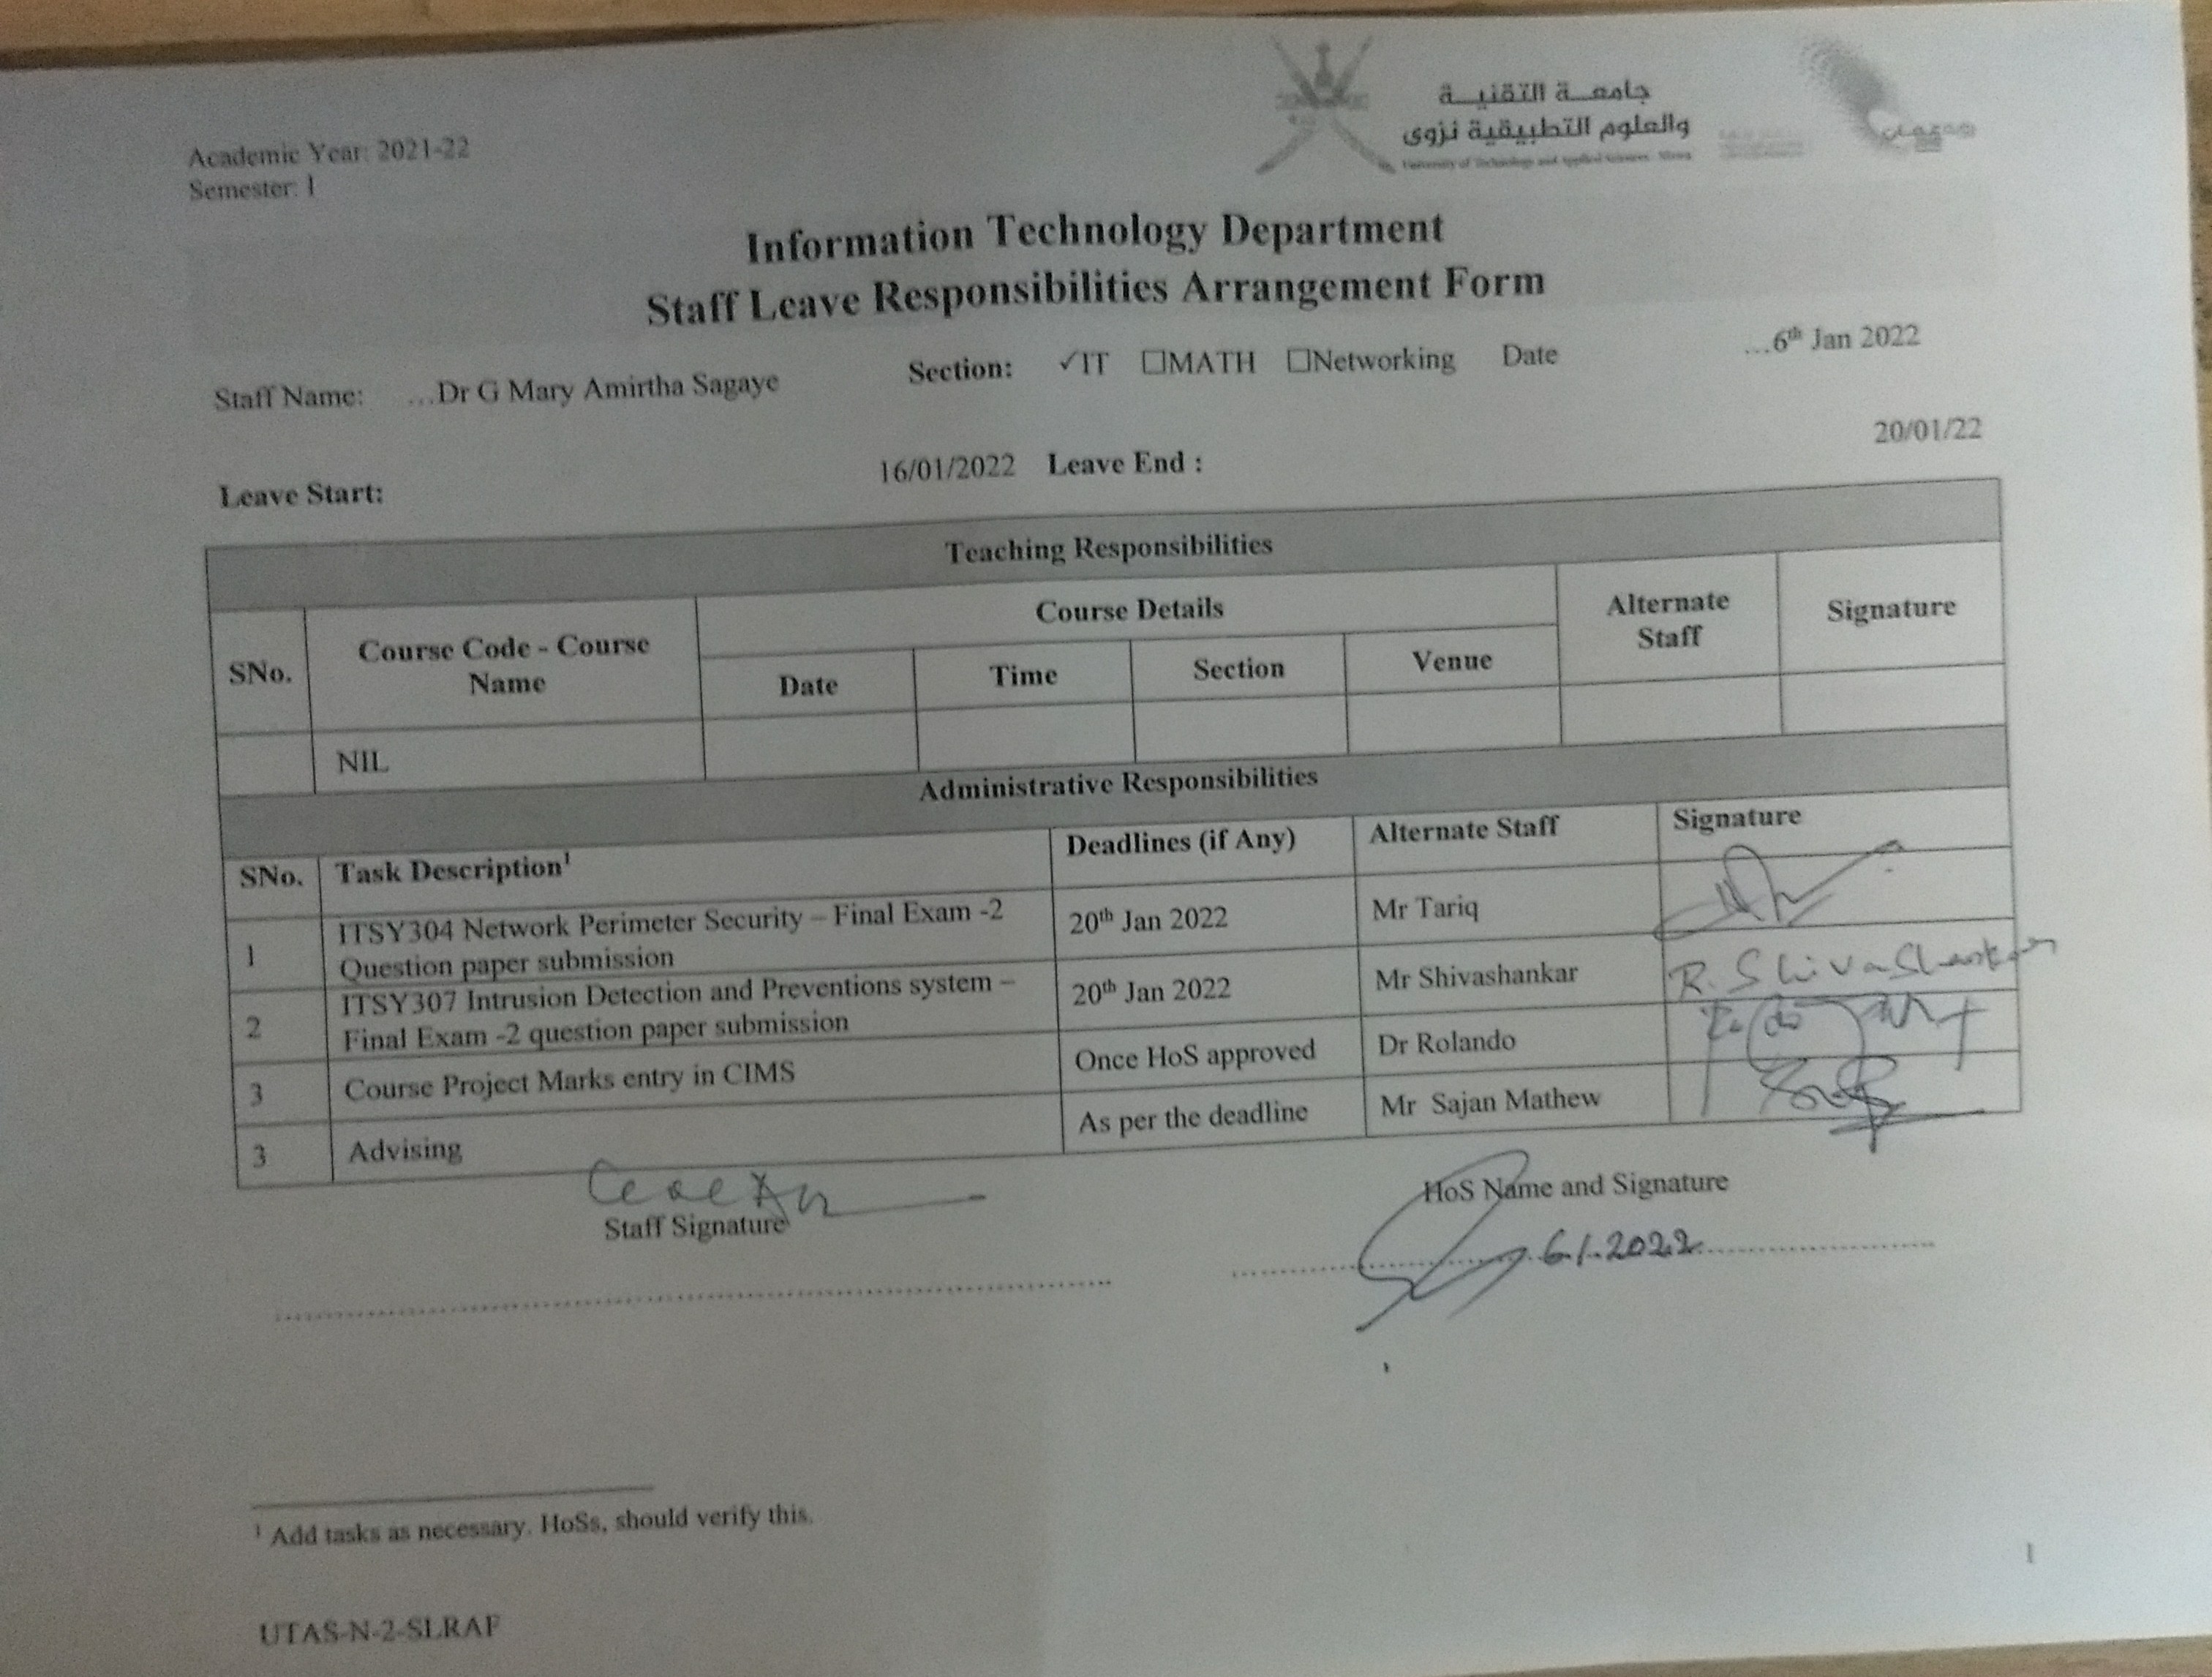 جامعة التقنية
والعلوم التطبيقية نزوى
University of Technology and Applied Sciences - Nizwa
Academic Year: 2021-22
Semester: I
Information Technology Department
Staff Leave Responsibilities Arrangement Form
Staff Name: ...Dr G Mary Amirtha Sagaye Section: ✓IT ☐MATH ☐Networking Date ...6th Jan 2022
Leave Start: 16/01/2022 Leave End : 20/01/22
Teaching Responsibilities
SNo. Course Code - Course Name Course Details Alternate Staff Signature
Date Time Section Venue
NIL
Administrative Responsibilities
SNo. Task Description1 Deadlines (if Any) Alternate Staff Signature
1 ITSY304 Network Perimeter Security – Final Exam -2 Question paper submission 20th Jan 2022 Mr Tariq
2 ITSY307 Intrusion Detection and Preventions system – Final Exam -2 question paper submission 20th Jan 2022 Mr Shivashankar R. Shivashankar
3 Course Project Marks entry in CIMS Once HoS approved Dr Rolando
3 Advising As per the deadline Mr Sajan Mathew
Staff Signature HoS Name and Signature
6/1.2022
1 Add tasks as necessary. HoSs, should verify this.
1
UTAS-N-2-SLRAF